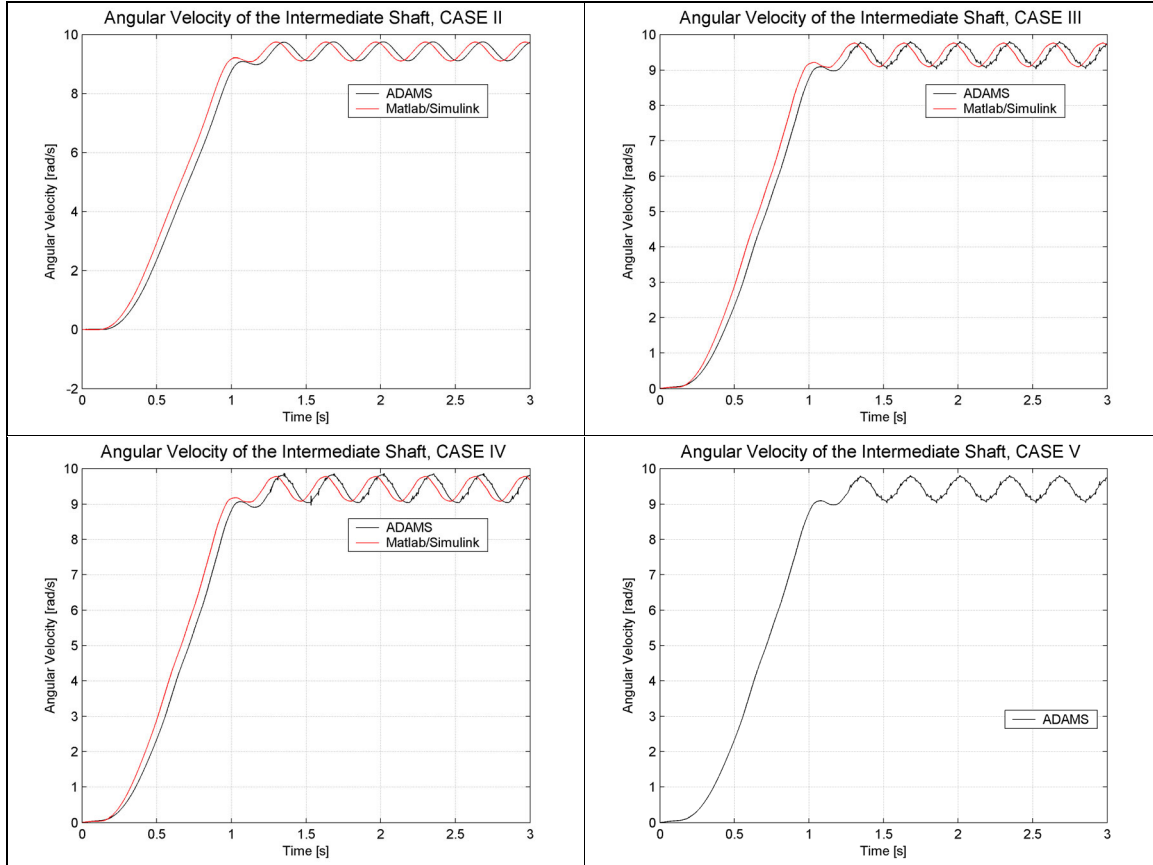 Angular Velocity of the Intermediate Shaft, CASE II
10
8
6
4
2
0
-2
Angular Velocity [rad/s]
ADAMS
Matlab/Simulink
0 0.5 1 1.5 2 2.5 3
Time [s]
Angular Velocity of the Intermediate Shaft, CASE III
10
9
8
7
6
5
4
3
2
1
0
Angular Velocity [rad/s]
ADAMS
Matlab/Simulink
0 0.5 1 1.5 2 2.5 3
Time [s]
Angular Velocity of the Intermediate Shaft, CASE IV
10
9
8
7
6
5
4
3
2
1
0
Angular Velocity [rad/s]
ADAMS
Matlab/Simulink
0 0.5 1 1.5 2 2.5 3
Time [s]
Angular Velocity of the Intermediate Shaft, CASE V
10
9
8
7
6
5
4
3
2
1
0
Angular Velocity [rad/s]
ADAMS
0 0.5 1 1.5 2 2.5 3
Time [s]